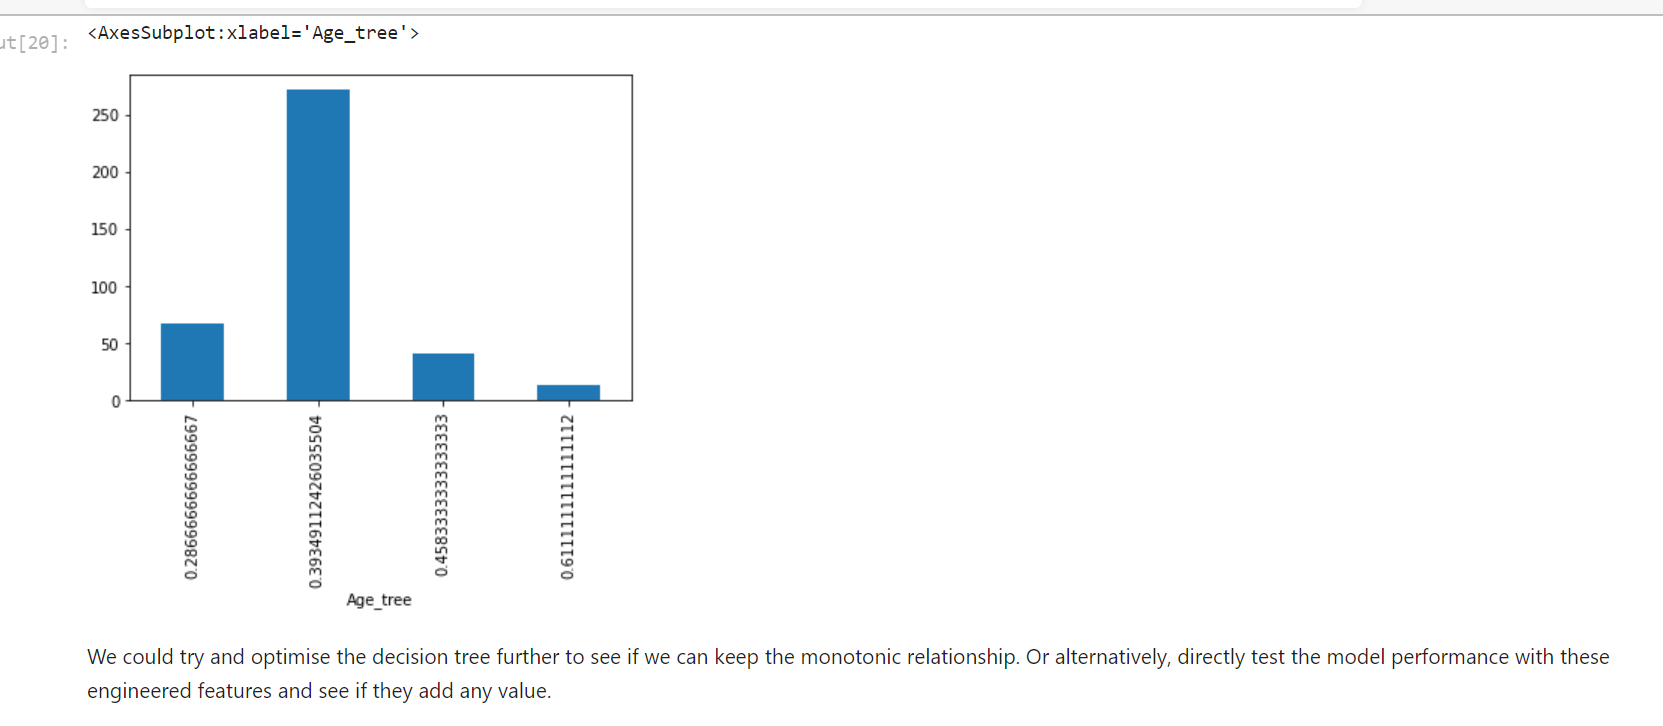 <AxesSubplot:xlabel='Age_tree'>
ut[20]:
250
200
150
100
50
0
0.2866666666666667
0.39349112426035504
0.4583333333333333
0.6111111111111112
Age_tree
We could try and optimise the decision tree further to see if we can keep the monotonic relationship. Or alternatively, directly test the model performance with these
engineered features and see if they add any value.